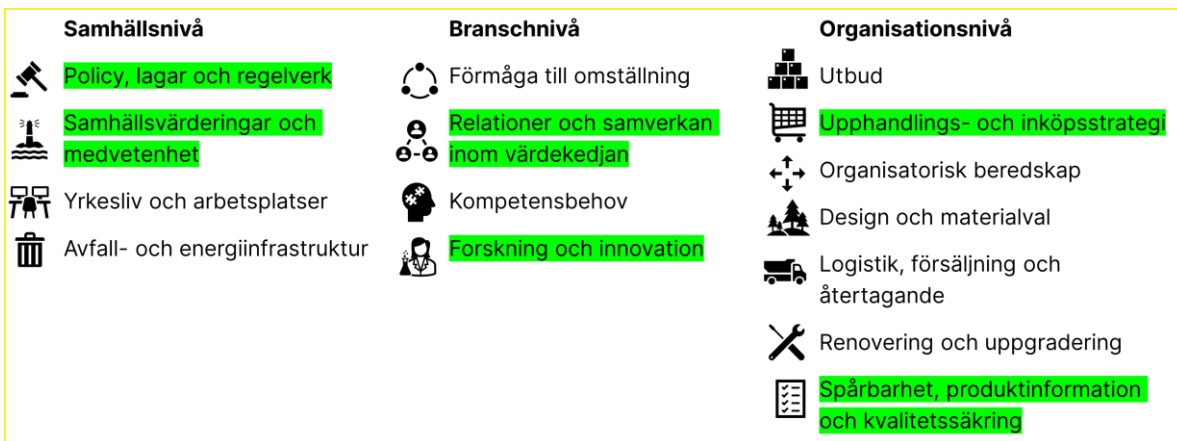 Samhällsnivå
Policy, lagar och regelverk
Samhällsvärderingar och
medvetenhet
Yrkesliv och arbetsplatser
Avfall- och energiinfrastruktur
Branschnivå
Förmåga till omställning
Relationer och samverkan
inom värdekedjan
Kompetensbehov
Forskning och innovation
Organisationsnivå
Utbud
Upphandlings- och inköpsstrategi
Organisatorisk beredskap
Design och materialval
Logistik, försäljning och
återtagande
Renovering och uppgradering
Spårbarhet, produktinformation
och kvalitetssäkring